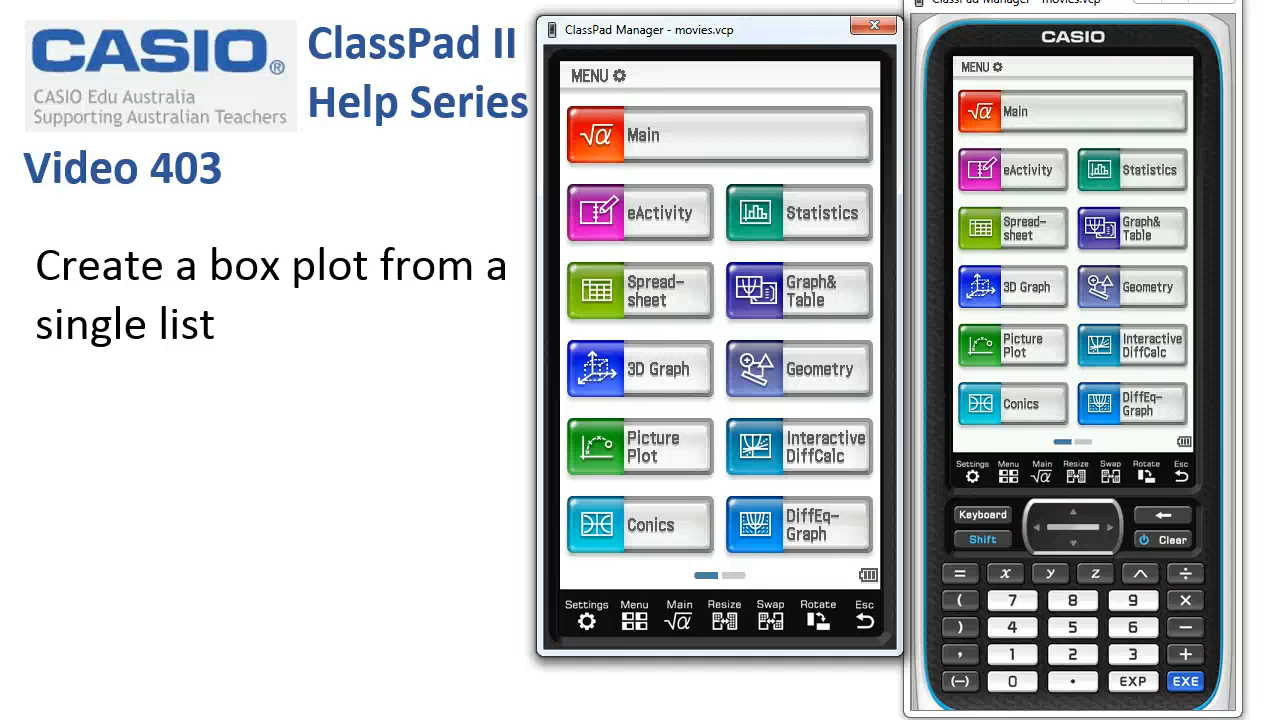 CASIO®
CASIO Edu Australia
Supporting Australian Teachers
ClassPad II
Help Series
Video 403
Create a box plot from a
single list
ClassPad Manager - movies.vcp
MENU
Main
eActivity
Statistics
Spread-
sheet
Graph&
Table
3D Graph
Geometry
Picture
Plot
Interactive
DiffCalc
Conics
DiffEq-
Graph
Settings Menu Main Resize Swap Rotate Esc
√α
ClassPad Manager - movies.vcp
CASIO
MENU
√α Main
eActivity
Statistics
Spread-
sheet
Graph&
Table
3D Graph
Geometry
Picture
Plot
Interactive
DiffCalc
Conics
DiffEq-
Graph
Settings Menu Main Resize Swap Rotate Esc
√α
Keyboard
Shift
Clear
= x y z ^ ÷
( 7 8 9 ×
) 4 5 6 −
, 1 2 3 +
(−) 0 . EXP EXE